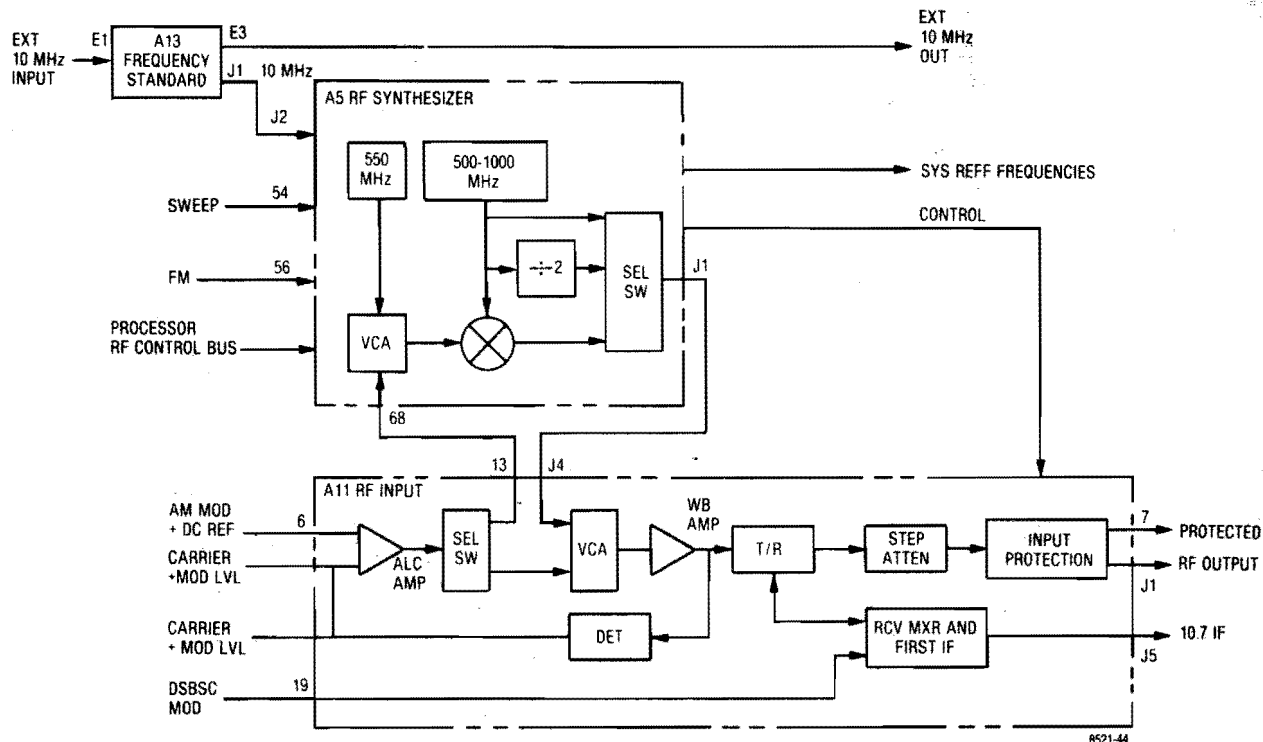 EXT
10 MHz
INPUT
E1
A13
FREQUENCY
STANDARD
E3
J1
10 MHz
EXT
10 MHz
OUT
J2
A5 RF SYNTHESIZER
550
MHz
500-1000
MHz
SYS REFF FREQUENCIES
SWEEP
54
CONTROL
FM
56
÷2
SEL
SW
J1
PROCESSOR
RF CONTROL BUS
VCA
68
13
J4
A11 RF INPUT
AM MOD
+ DC REF
6
CARRIER
+MOD LVL
ALC
AMP
SEL
SW
VCA
WB
AMP
T/R
STEP
ATTEN
INPUT
PROTECTION
7
PROTECTED
RF OUTPUT
J1
CARRIER
+ MOD LVL
DET
RCV MXR AND
FIRST IF
10.7 IF
J5
DSBSC
MOD
19
8521-44